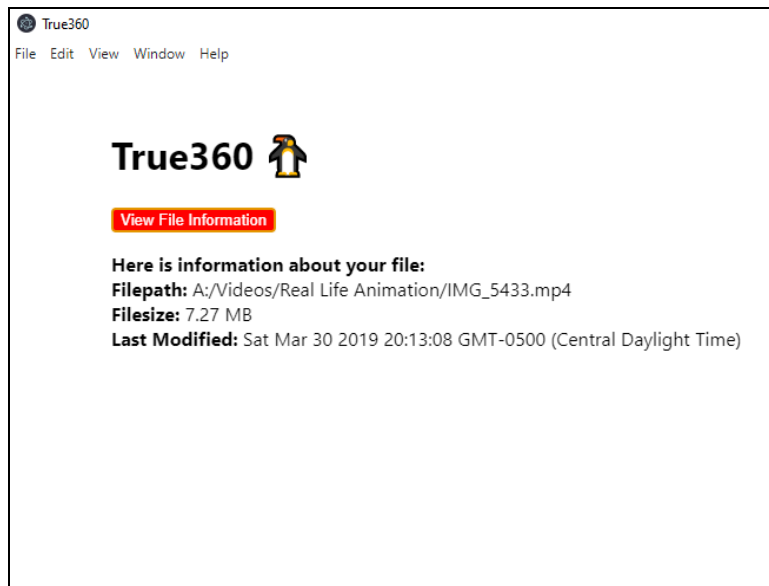 True360
File Edit View Window Help
True360 🐧
View File Information
Here is information about your file:
Filepath: A:/Videos/Real Life Animation/IMG_5433.mp4
Filesize: 7.27 MB
Last Modified: Sat Mar 30 2019 20:13:08 GMT-0500 (Central Daylight Time)